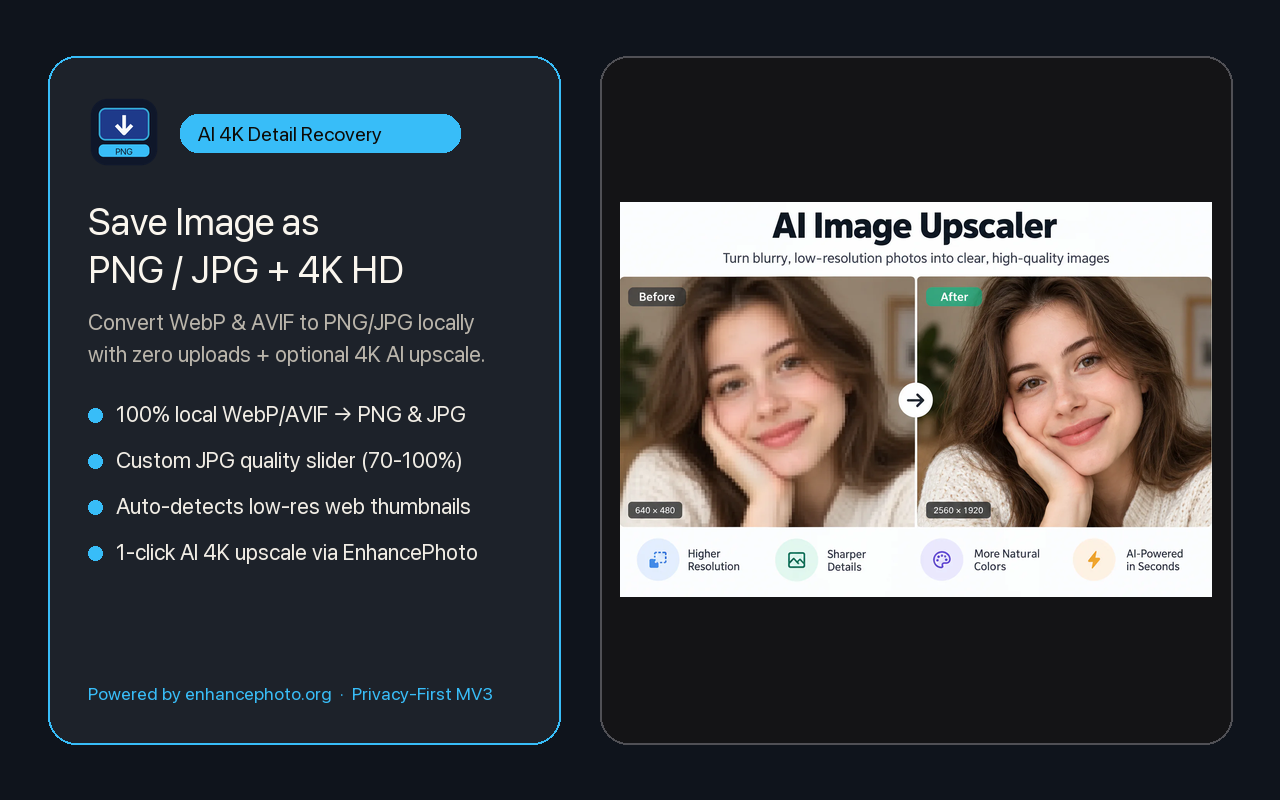 PNG
AI 4K Detail Recovery
Save Image as
PNG / JPG + 4K HD
Convert WebP & AVIF to PNG/JPG locally
with zero uploads + optional 4K AI upscale.
100% local WebP/AVIF → PNG & JPG
Custom JPG quality slider (70-100%)
Auto-detects low-res web thumbnails
1-click AI 4K upscale via EnhancePhoto
Powered by enhancephoto.org · Privacy-First MV3
AI Image Upscaler
Turn blurry, low-resolution photos into clear, high-quality images
Before
After
640 × 480
2560 × 1920
Higher
Resolution
Sharper
Details
More Natural
Colors
AI-Powered
in Seconds